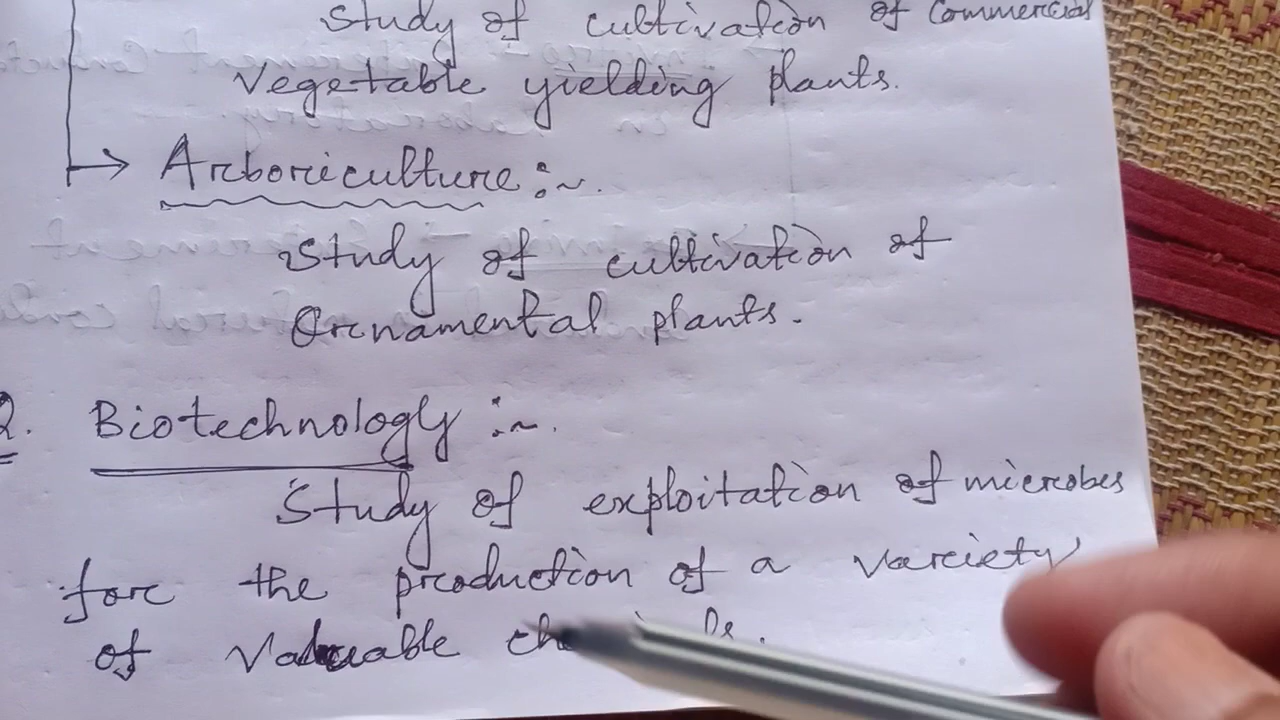 Study of cultivation of Commercial
Vegetable yielding plants.
→ Arboriculture :~.
Study of cultivation of
Ornamental plants.
2. Biotechnology :~.
Study of exploitation of microbes
for the production of a variety
of Valuable